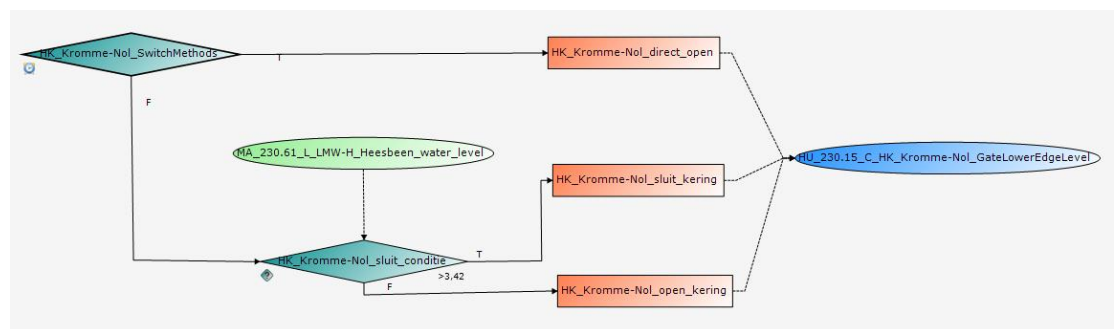 HK_Kromme-Nol_SwitchMethods
T
HK_Kromme-Nol_direct_open
F
MA_230.61_L_LMW-H_Heesbeen_water_level
HU_230.15_C_HK_Kromme-Nol_GateLowerEdgeLevel
HK_Kromme-Nol_sluit_kering
T
HK_Kromme-Nol_sluit_conditie
?
>3,42
F
HK_Kromme-Nol_open_kering